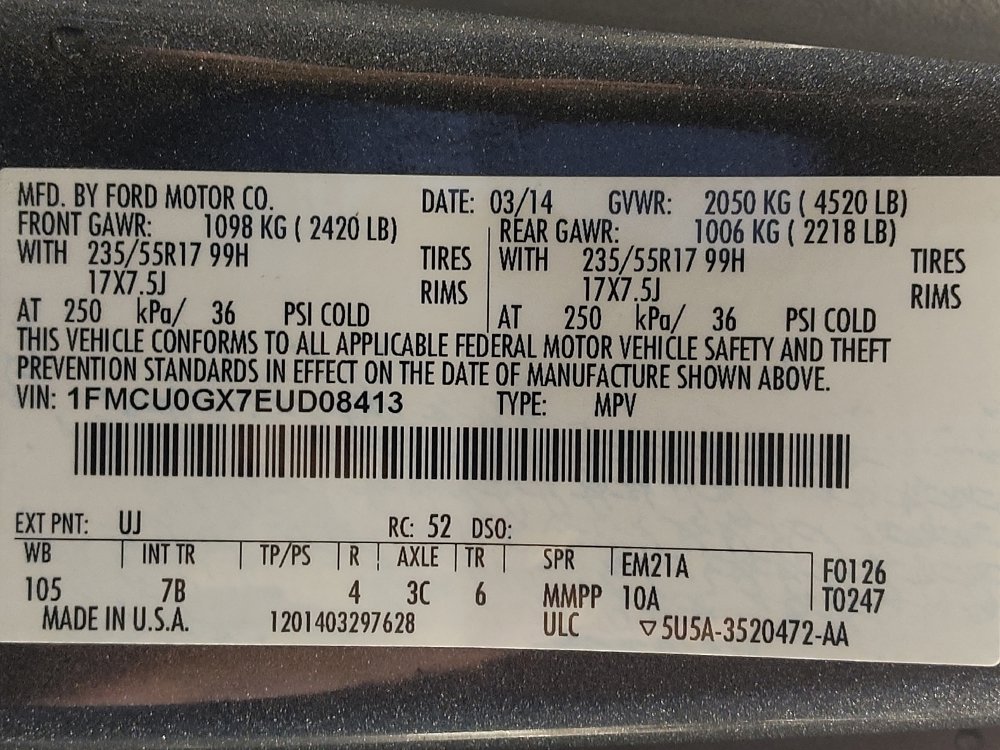 MFD. BY FORD MOTOR CO. DATE: 03/14 GVWR: 2050 KG ( 4520 LB)
FRONT GAWR: 1098 KG ( 2420 LB) REAR GAWR: 1006 KG ( 2218 LB)
WITH 235/55R17 99H TIRES WITH 235/55R17 99H TIRES
17X7.5J RIMS 17X7.5J RIMS
AT 250 kPa/ 36 PSI COLD AT 250 kPa/ 36 PSI COLD
THIS VEHICLE CONFORMS TO ALL APPLICABLE FEDERAL MOTOR VEHICLE SAFETY AND THEFT
PREVENTION STANDARDS IN EFFECT ON THE DATE OF MANUFACTURE SHOWN ABOVE.
VIN: 1FMCU0GX7EUD08413 TYPE: MPV
EXT PNT: UJ RC: 52 DSO:
WB INT TR TP/PS R AXLE TR SPR EM21A F0126
105 7B 4 3C 6 MMPP 10A T0247
MADE IN U.S.A. 1201403297628 ULC ▽5U5A-3520472-AA